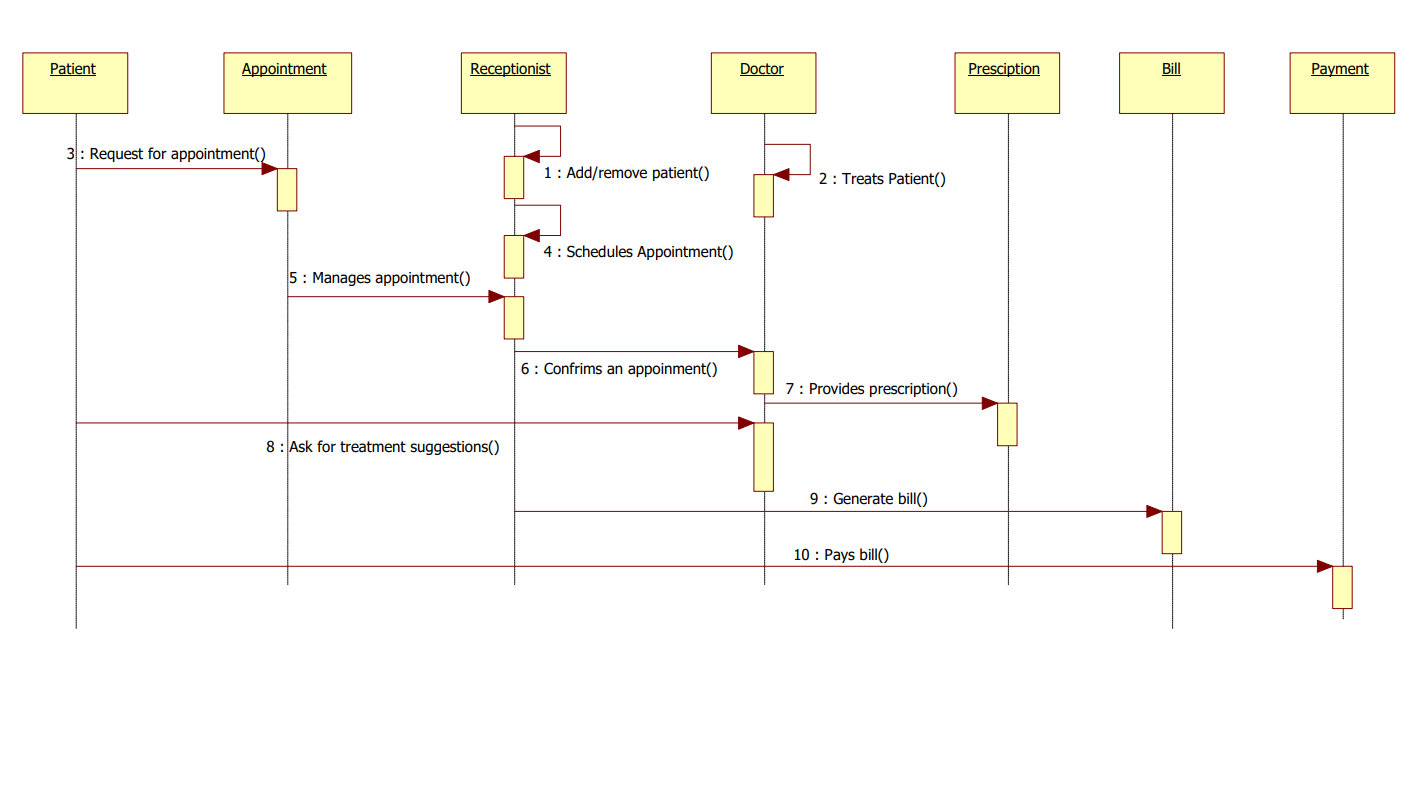 Patient
Appointment
Receptionist
Doctor
Presciption
Bill
Payment
3 : Request for appointment()
1 : Add/remove patient()
2 : Treats Patient()
4 : Schedules Appointment()
5 : Manages appointment()
6 : Confrims an appoinment()
7 : Provides prescription()
8 : Ask for treatment suggestions()
9 : Generate bill()
10 : Pays bill()